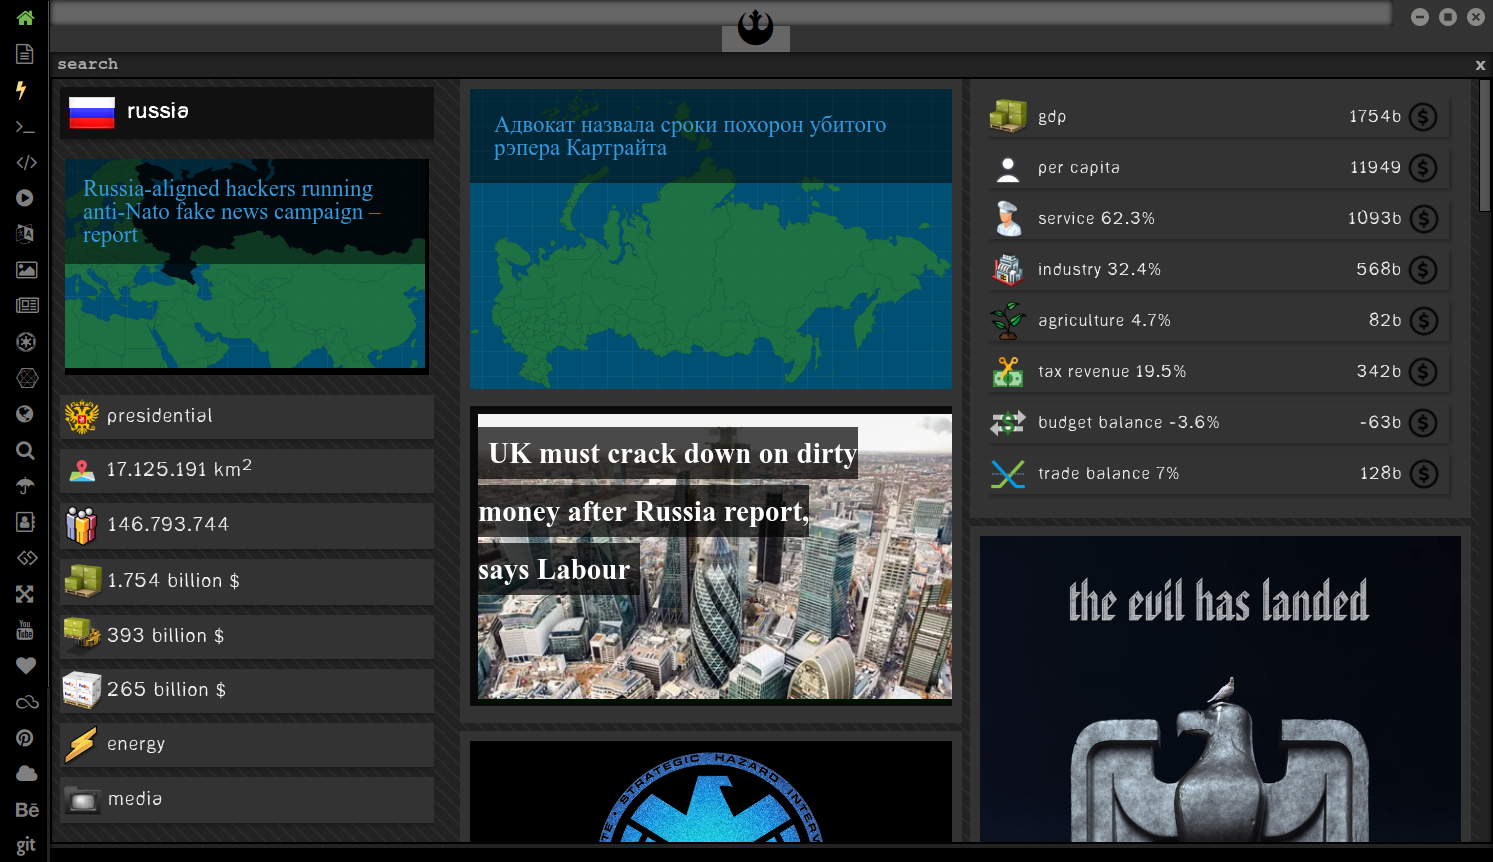 search
x
russia
Russia-aligned hackers running
anti-Nato fake news campaign –
report
presidential
17.125.191 km²
146.793.744
1.754 billion $
393 billion $
265 billion $
energy
media
Адвокат назвала сроки похорон убитого
рэпера Картрайта
UK must crack down on dirty
money after Russia report,
says Labour
STRATEGIC HAZARD INTERV
gdp 1754b
per capita 11949
service 62.3% 1093b
industry 32.4% 568b
agriculture 4.7% 82b
tax revenue 19.5% 342b
budget balance -3.6% -63b
trade balance 7% 128b
the evil has landed
You
Tube
Bē
git